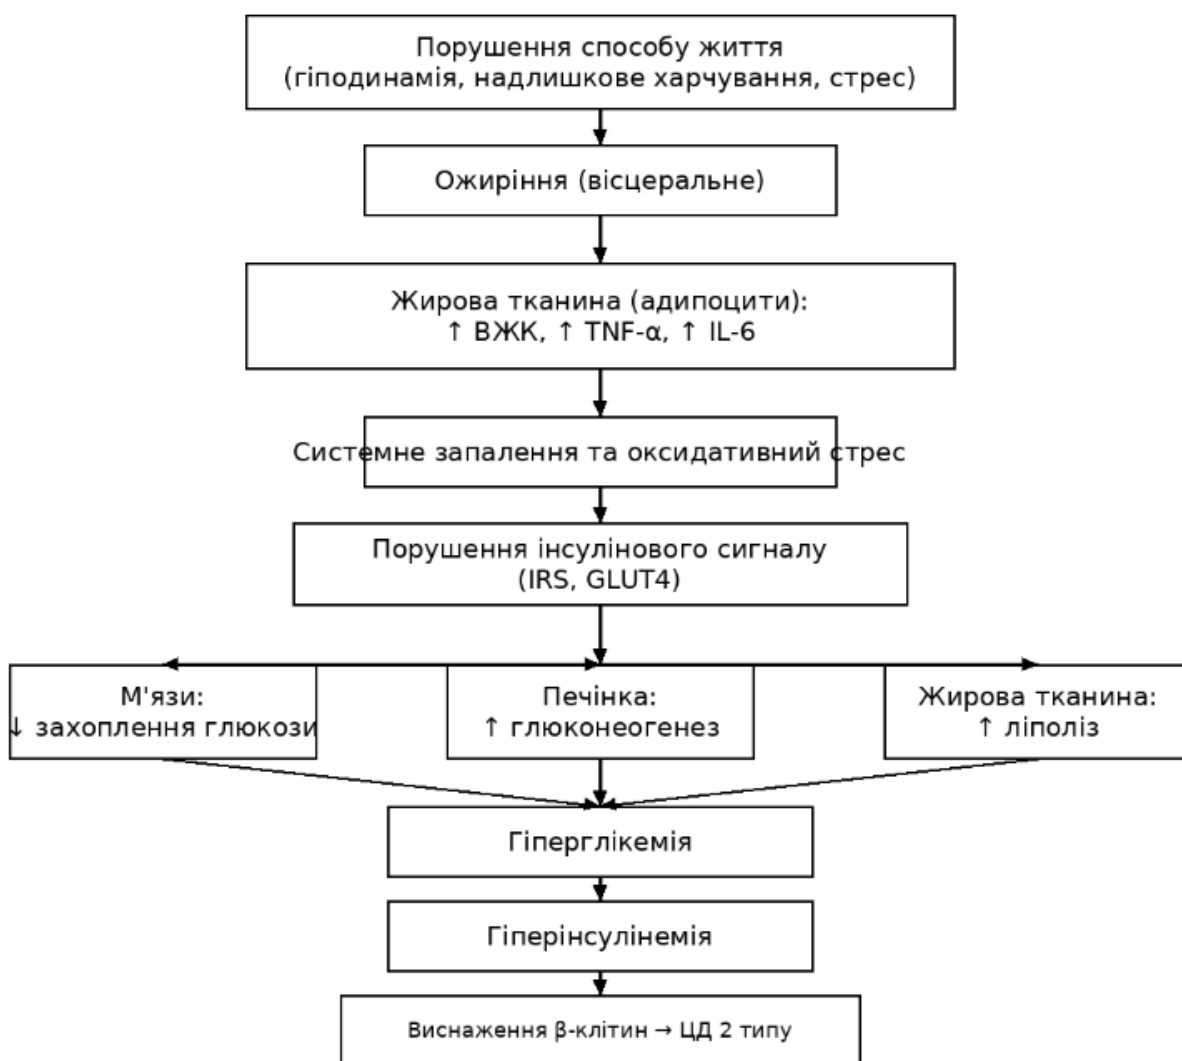 Порушення способу життя
(гіподинамія, надлишкове харчування, стрес)
Ожиріння (вісцеральне)
Жирова тканина (адипоцити):
↑ ВЖК, ↑ TNF-α, ↑ IL-6
Системне запалення та оксидативний стрес
Порушення інсулінового сигналу
(IRS, GLUT4)
М'язи:
↓ захоплення глюкози
Печінка:
↑ глюконеогенез
Жирова тканина:
↑ ліполіз
Гіперглікемія
Гіперінсулінемія
Виснаження β-клітин → ЦД 2 типу